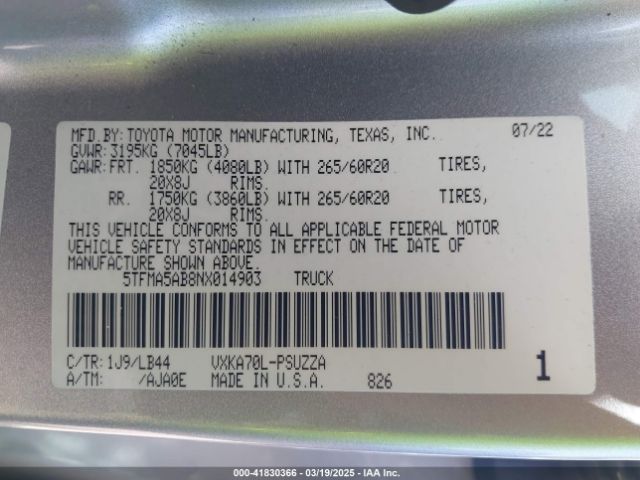 MFD.BY:TOYOTA MOTOR MANUFACTURING, TEXAS, INC. 07/22
GVWR:3195KG (7045LB)
GAWR:FRT. 1850KG (4080LB) WITH 265/60R20 TIRES,
20X8J RIMS.
RR. 1750KG (3860LB) WITH 265/60R20 TIRES,
20X8J RIMS.
THIS VEHICLE CONFORMS TO ALL APPLICABLE FEDERAL MOTOR
VEHICLE SAFETY STANDARDS IN EFFECT ON THE DATE OF
MANUFACTURE SHOWN ABOVE.
5TFMA5AB8NX014903 TRUCK
C/TR:1J9/LB44 VXKA70L-PSUZZA
A/TM: /AJA0E MADE IN U.S.A. 826 1
000-41830366 | 03/19/2025 | IAA Inc.